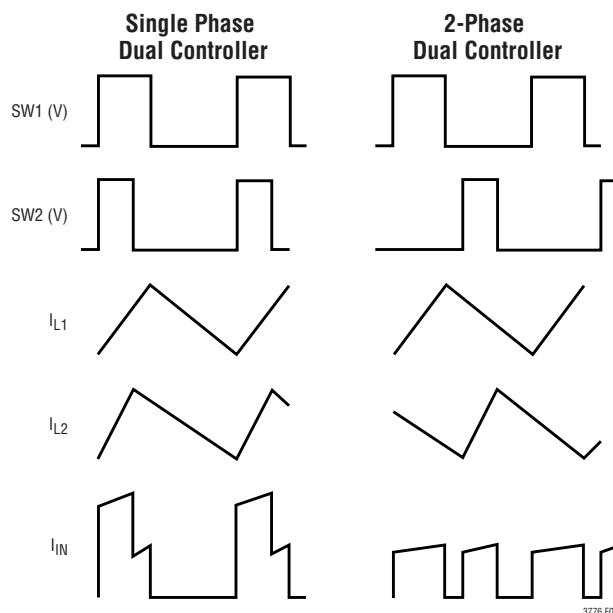 Single Phase
Dual Controller
2-Phase
Dual Controller
SW1 (V)
SW2 (V)
IL1
IL2
IIN